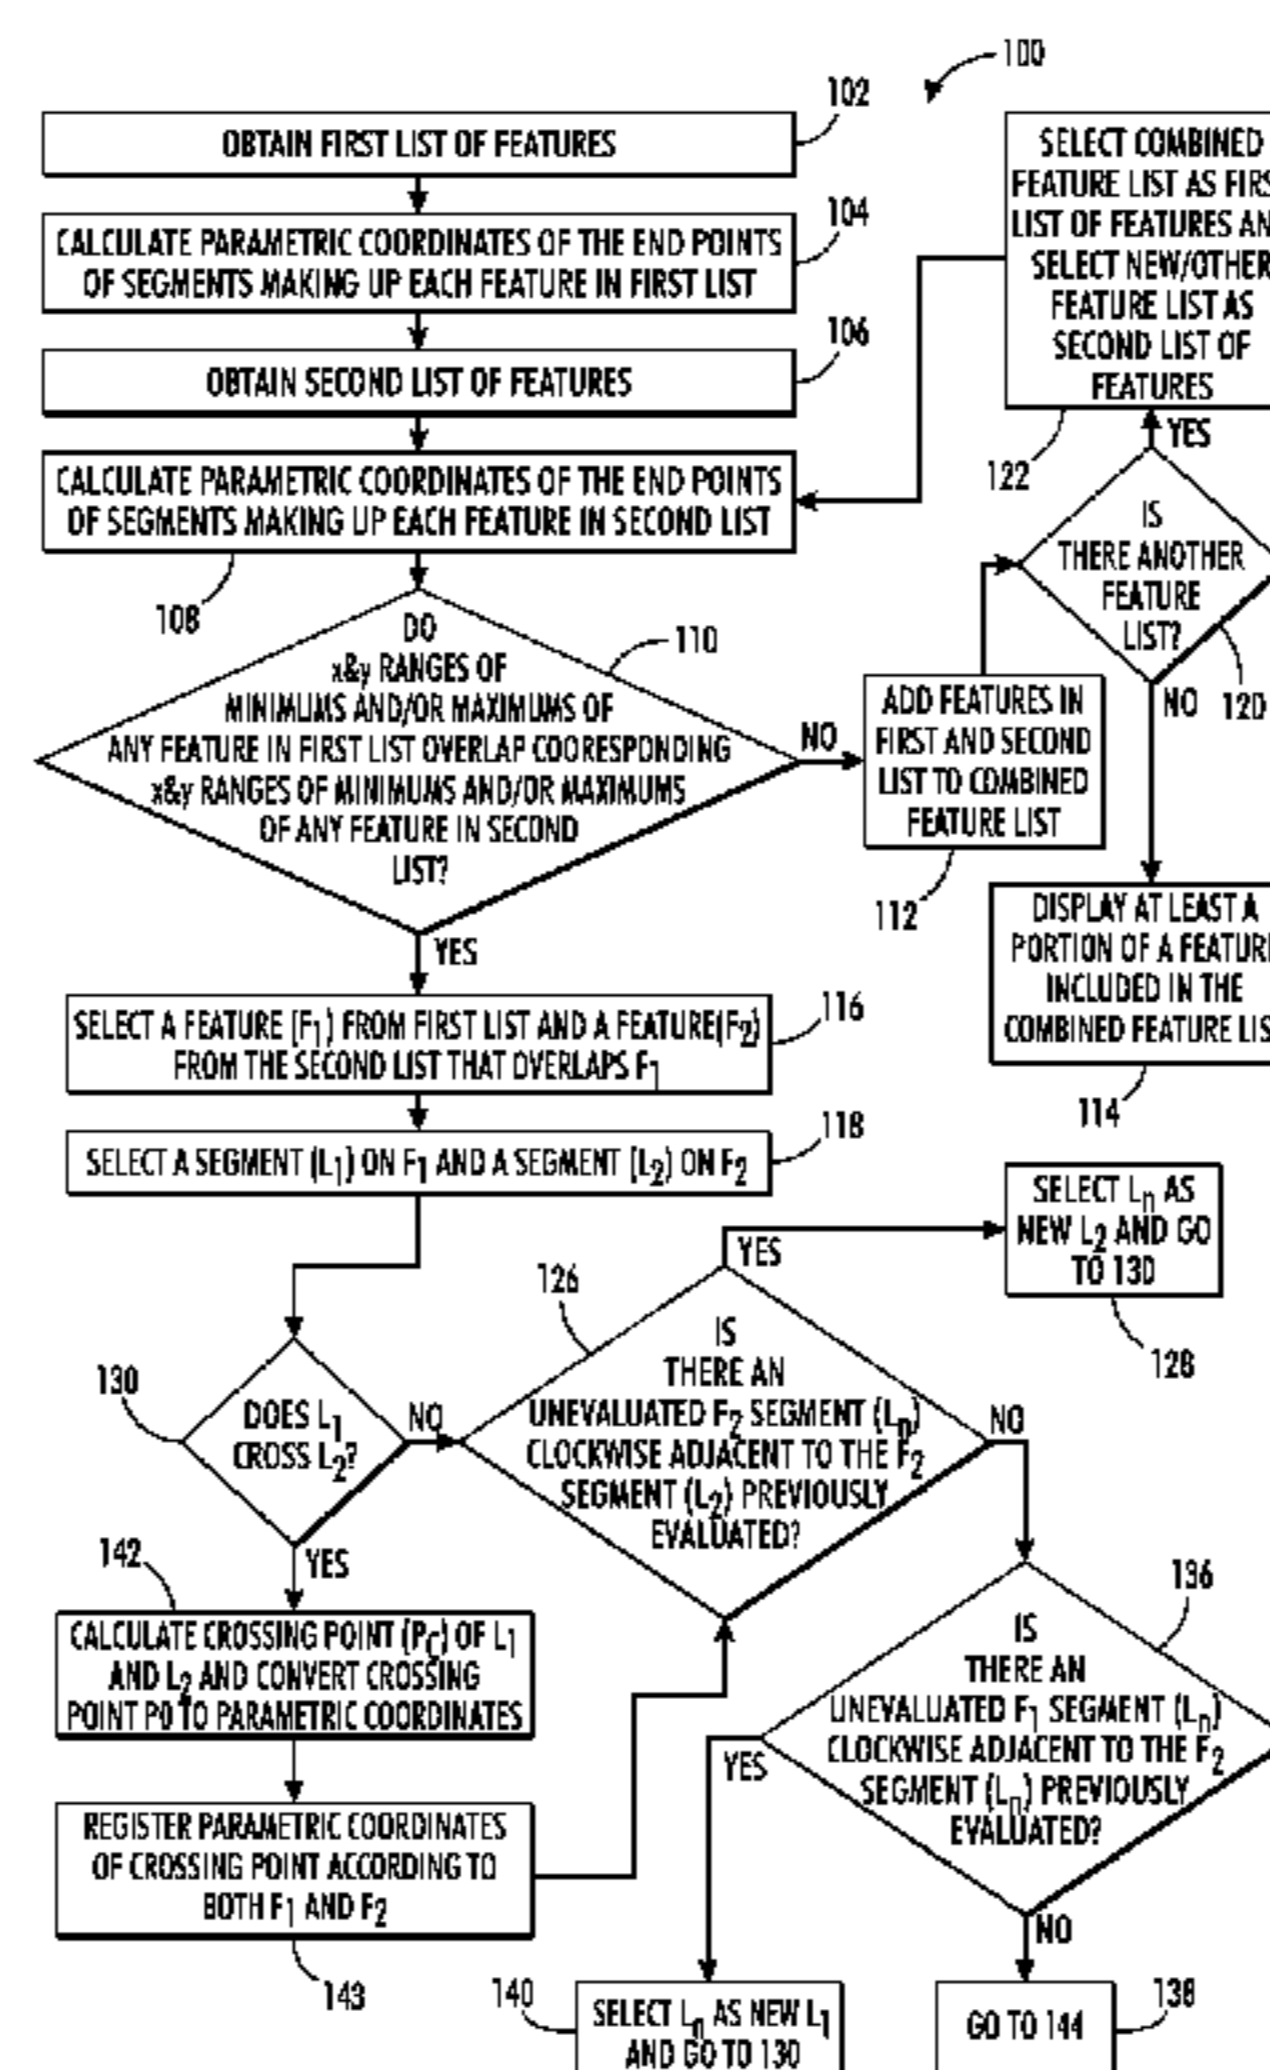 100
102
OBTAIN FIRST LIST OF FEATURES
104
CALCULATE PARAMETRIC COORDINATES OF THE END POINTS
OF SEGMENTS MAKING UP EACH FEATURE IN FIRST LIST
106
OBTAIN SECOND LIST OF FEATURES
CALCULATE PARAMETRIC COORDINATES OF THE END POINTS
OF SEGMENTS MAKING UP EACH FEATURE IN SECOND LIST
108
SELECT COMBINED
FEATURE LIST AS FIRS
LIST OF FEATURES AN
SELECT NEW/OTHER
FEATURE LIST AS
SECOND LIST OF
FEATURES
122
YES
IS
THERE ANOTHER
FEATURE
LIST?
120
NO
DO
x&y RANGES OF
MINIMUMS AND/OR MAXIMUMS OF
ANY FEATURE IN FIRST LIST OVERLAP COORESPONDING
x&y RANGES OF MINIMUMS AND/OR MAXIMUMS
OF ANY FEATURE IN SECOND
LIST?
110
NO
YES
ADD FEATURES IN
FIRST AND SECOND
LIST TO COMBINED
FEATURE LIST
112
DISPLAY AT LEAST A
PORTION OF A FEATUR
INCLUDED IN THE
COMBINED FEATURE LIS
114
SELECT A FEATURE (F1) FROM FIRST LIST AND A FEATURE(F2)
FROM THE SECOND LIST THAT OVERLAPS F1
116
SELECT A SEGMENT (L1) ON F1 AND A SEGMENT (L2) ON F2
118
SELECT Ln AS
NEW L2 AND GO
TO 130
128
YES
126
IS
THERE AN
UNEVALUATED F2 SEGMENT (Ln)
CLOCKWISE ADJACENT TO THE F2
SEGMENT (L2) PREVIOUSLY
EVALUATED?
NO
130
DOES L1
CROSS L2?
NO
YES
142
CALCULATE CROSSING POINT (PC) OF L1
AND L2 AND CONVERT CROSSING
POINT P0 TO PARAMETRIC COORDINATES
REGISTER PARAMETRIC COORDINATES
OF CROSSING POINT ACCORDING TO
BOTH F1 AND F2
143
136
IS
THERE AN
UNEVALUATED F1 SEGMENT (Ln)
CLOCKWISE ADJACENT TO THE F2
SEGMENT (Ln) PREVIOUSLY
EVALUATED?
YES
NO
140
SELECT Ln AS NEW L1
AND GO TO 130
GO TO 144
138